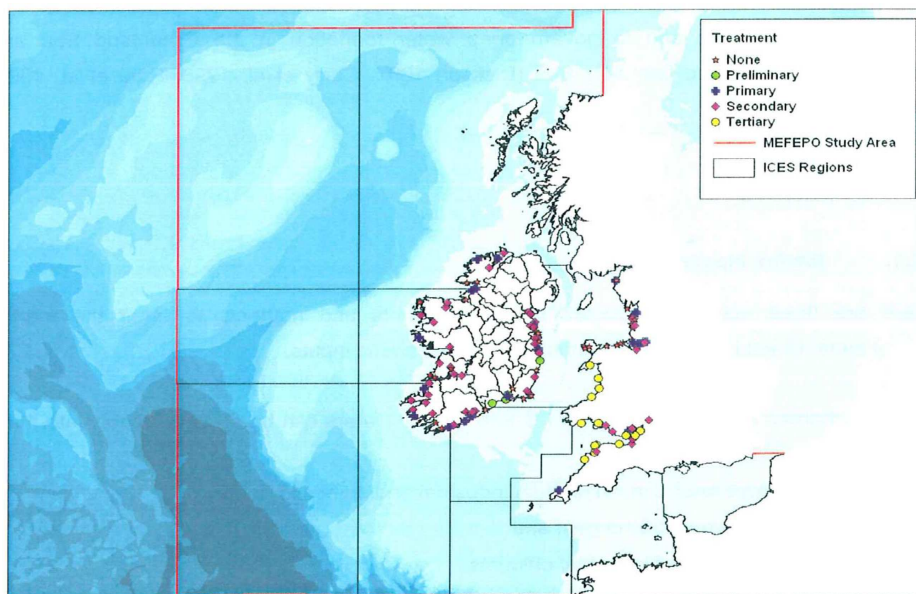 Treatment
None
Preliminary
Primary
Secondary
Tertiary
MEFEPO Study Area
ICES Regions